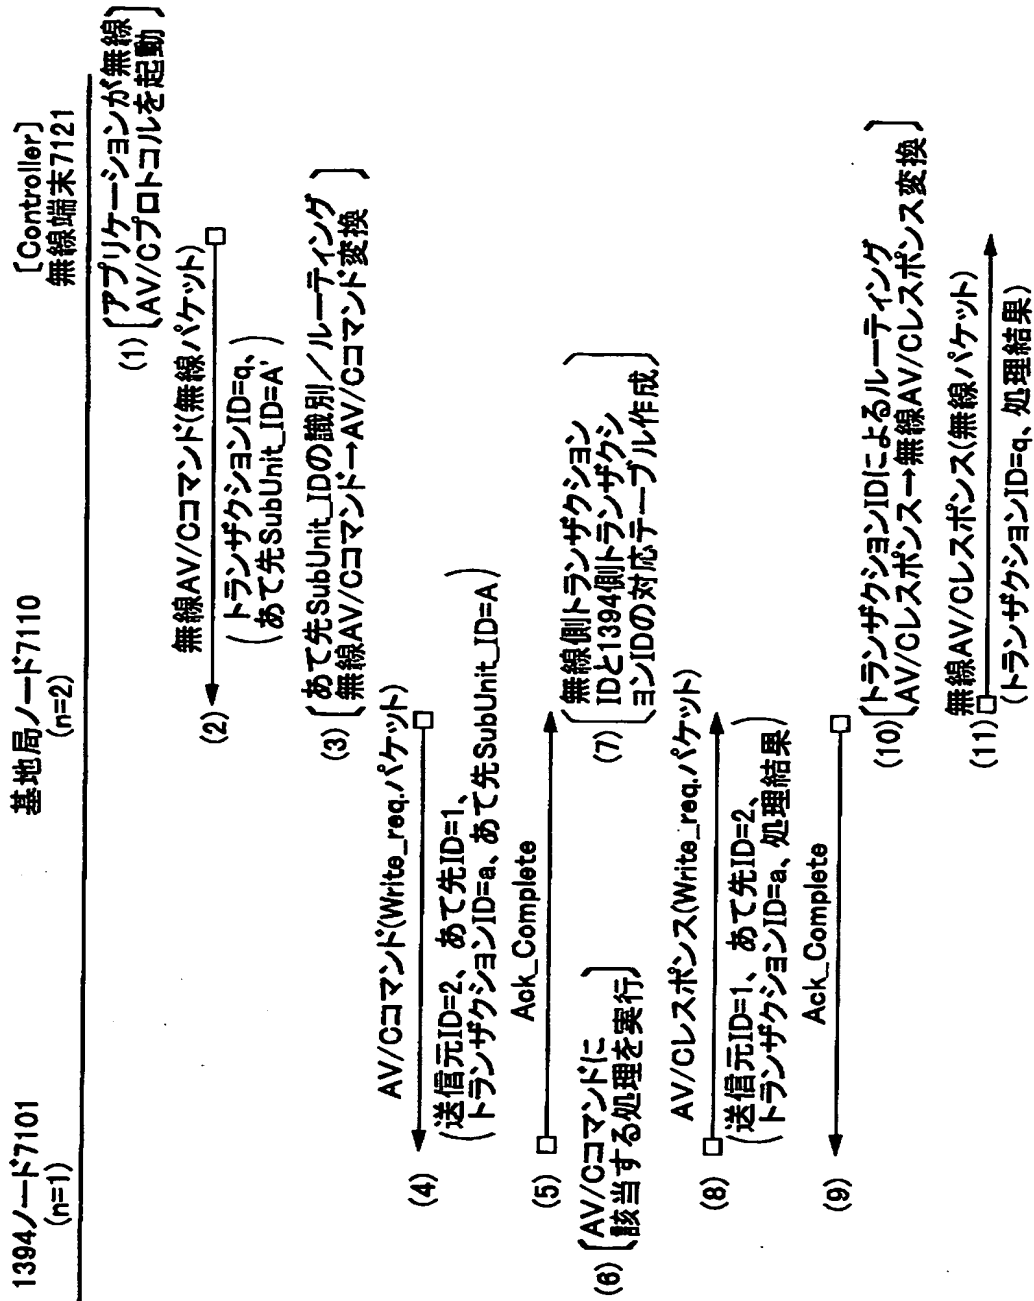 1394ノード7101
(n=1)
基地局ノード7110
(n=2)
[Controller]
無線端末7121
(1)
アプリケーションが無線
AV/Cプロトコルを起動
無線AV/Cコマンド(無線パケット)
(2)
(トランザクションID=q、
あて先SubUnit_ID=A')
(3)
あて先SubUnit_IDの識別/ルーティング
無線AV/Cコマンド→AV/Cコマンド変換
AV/Cコマンド(Write_req.パケット)
(4)
(送信元ID=2、あて先ID=1、
トランザクションID=a、あて先SubUnit_ID=A)
Ack_Complete
(5)
(6)
AV/Cコマンドに
該当する処理を実行
(7)
無線側トランザクション
IDと1394側トランザクシ
ョンIDの対応テーブル作成
AV/Cレスポンス(Write_req.パケット)
(8)
(送信元ID=1、あて先ID=2、
トランザクションID=a、処理結果)
Ack_Complete
(9)
(10)
トランザクションIDによるルーティング
AV/Cレスポンス→無線AV/Cレスポンス変換
無線AV/Cレスポンス(無線パケット)
(11)
(トランザクションID=q、処理結果)